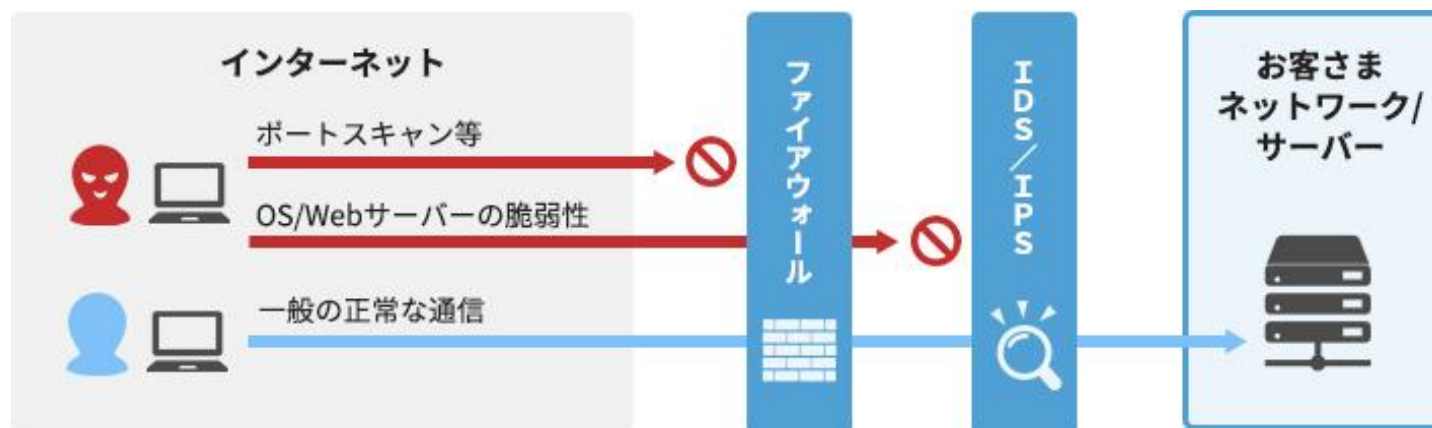 インターネット
ポートスキャン等
OS/Webサーバーの脆弱性
一般の正常な通信
ファイアウォール
IDS/IPS
お客さま
ネットワーク/
サーバー